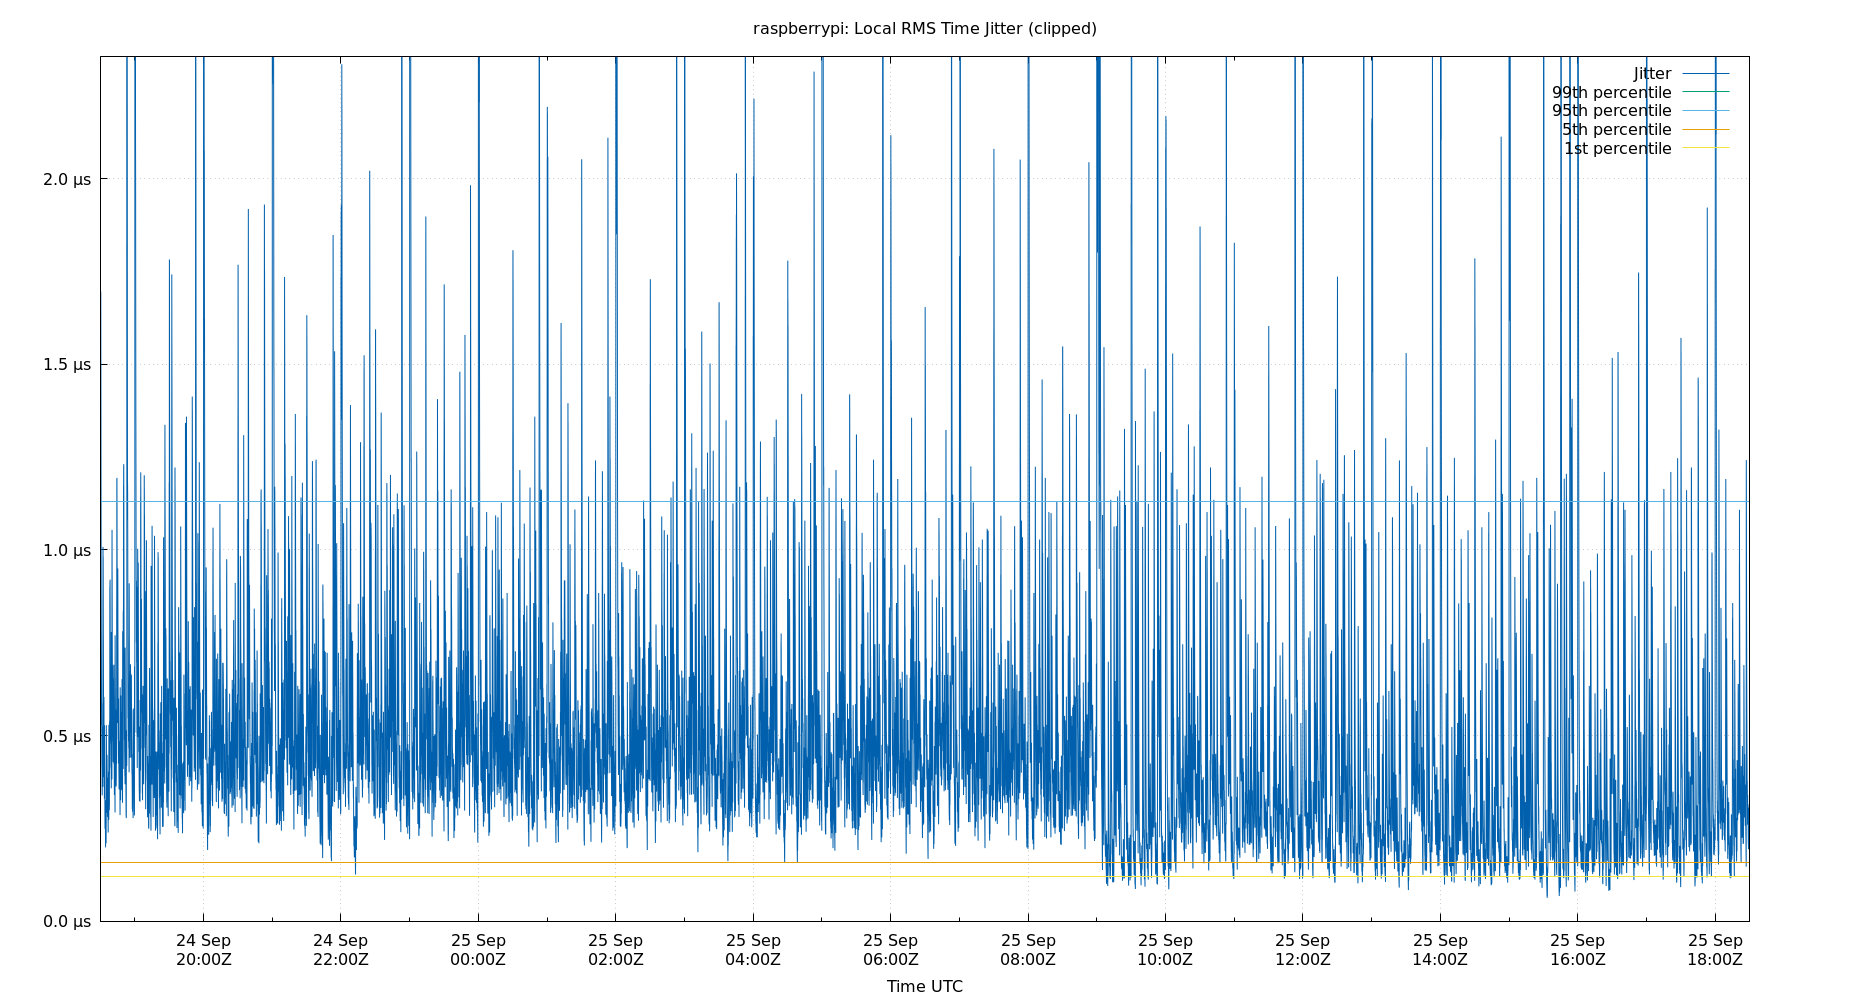 raspberrypi: Local RMS Time Jitter (clipped)
Jitter
99th percentile
95th percentile
5th percentile
1st percentile
2.0 µs
1.5 µs
1.0 µs
0.5 µs
0.0 µs
24 Sep 24 Sep 25 Sep 25 Sep 25 Sep 25 Sep 25 Sep 25 Sep 25 Sep 25 Sep 25 Sep 25 Sep
20:00Z 22:00Z 00:00Z 02:00Z 04:00Z 06:00Z 08:00Z 10:00Z 12:00Z 14:00Z 16:00Z 18:00Z
Time UTC